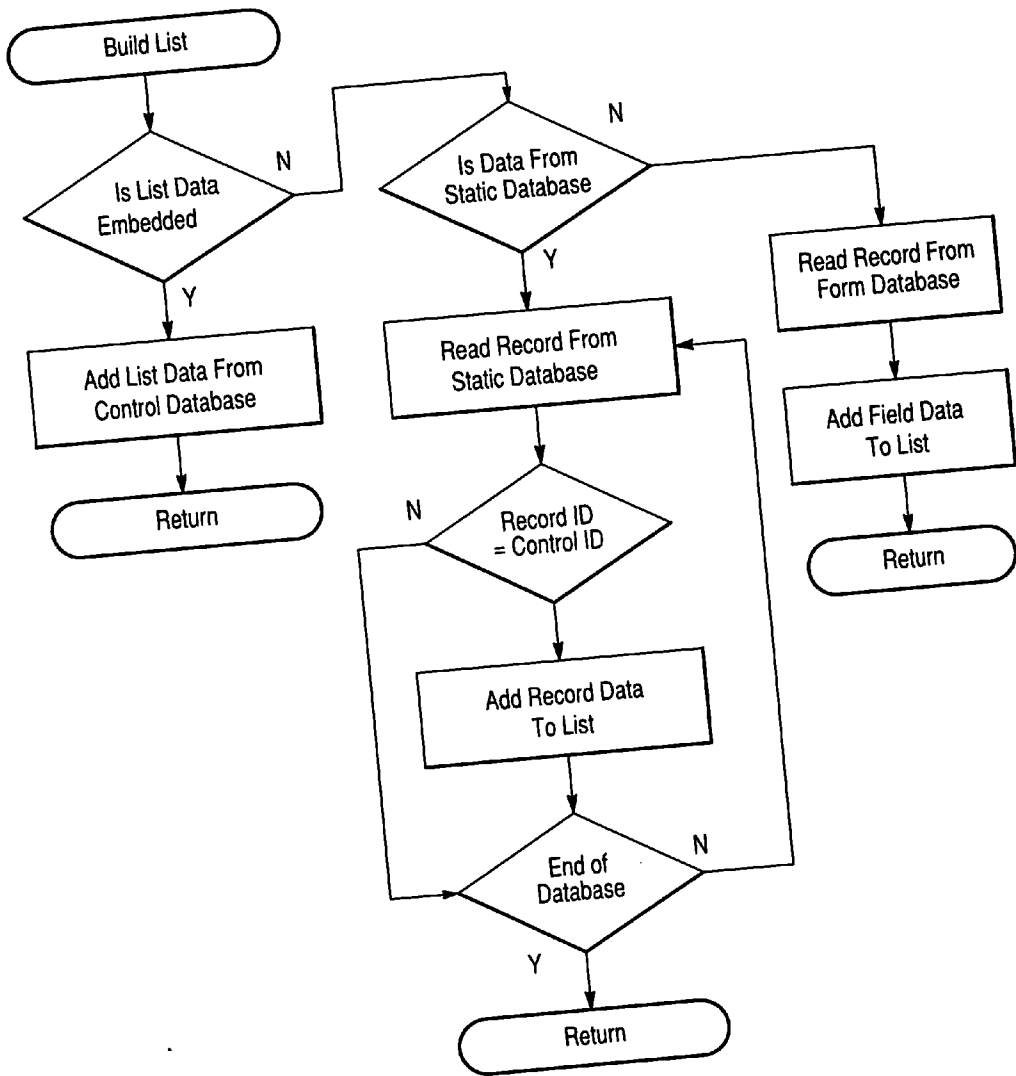 Build List
Is List Data
Embedded
N
Y
Add List Data From
Control Database
Return
Is Data From
Static Database
N
Y
Read Record From
Static Database
Record ID
= Control ID
N
Add Record Data
To List
End of
Database
N
Y
Return
Read Record From
Form Database
Add Field Data
To List
Return